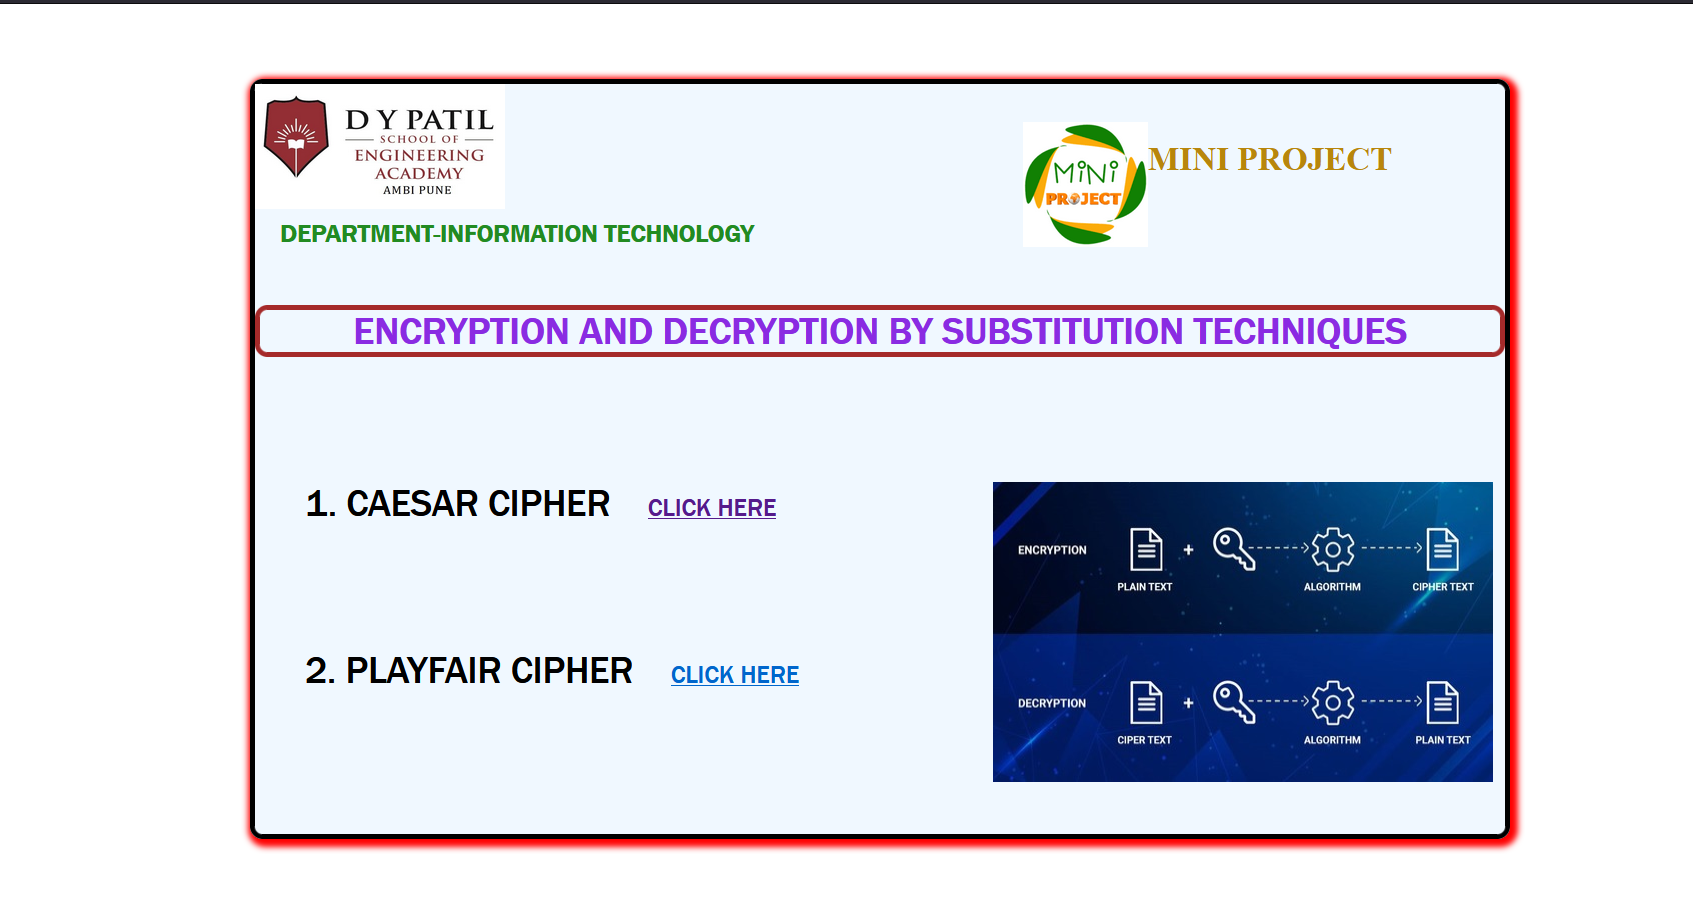 D Y PATIL
SCHOOL OF
ENGINEERING
ACADEMY
AMBI PUNE
MiNi
PROJECT
MINI PROJECT
DEPARTMENT-INFORMATION TECHNOLOGY
ENCRYPTION AND DECRYPTION BY SUBSTITUTION TECHNIQUES
1. CAESAR CIPHER CLICK HERE
2. PLAYFAIR CIPHER CLICK HERE
ENCRYPTION +
PLAIN TEXT ALGORITHM CIPHER TEXT
DECRYPTION +
CIPER TEXT ALGORITHM PLAIN TEXT